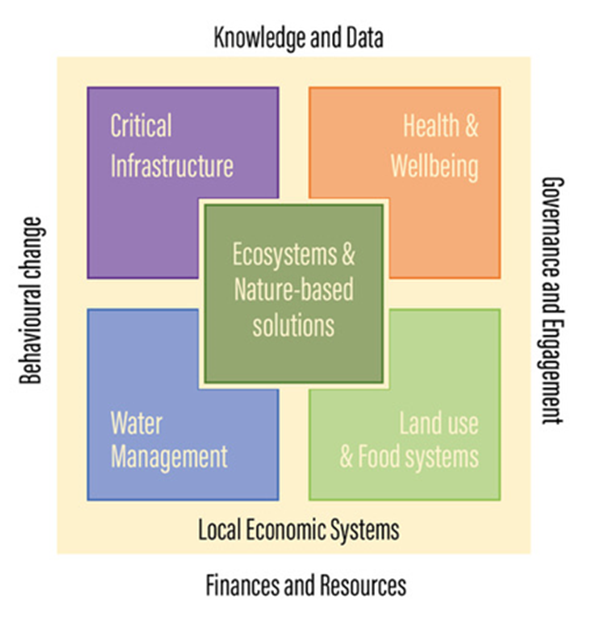 Knowledge and Data
Critical
Infrastructure
Health &
Wellbeing
Ecosystems &
Nature-based
solutions
Behavioural change
Governance and Engagement
Water
Management
Land use
& Food systems
Local Economic Systems
Finances and Resources